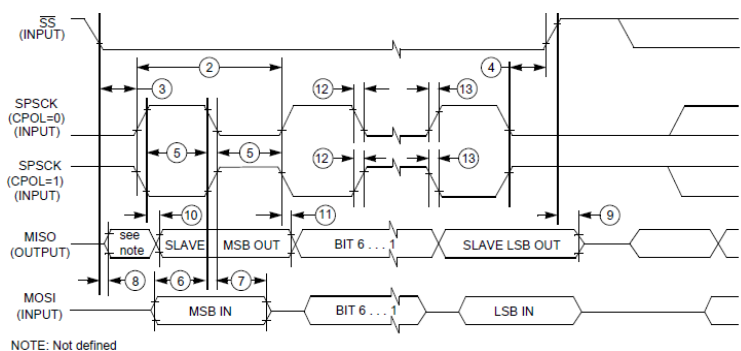 SS
(INPUT)
2
3
4
SPSCK
(CPOL=0)
(INPUT)
12
13
5
5
SPSCK
(CPOL=1)
(INPUT)
12
13
10
11
9
MISO
(OUTPUT)
see
note
SLAVE
MSB OUT
BIT 6 . . . 1
SLAVE LSB OUT
8
6
7
MOSI
(INPUT)
MSB IN
BIT 6 . . . 1
LSB IN
NOTE: Not defined